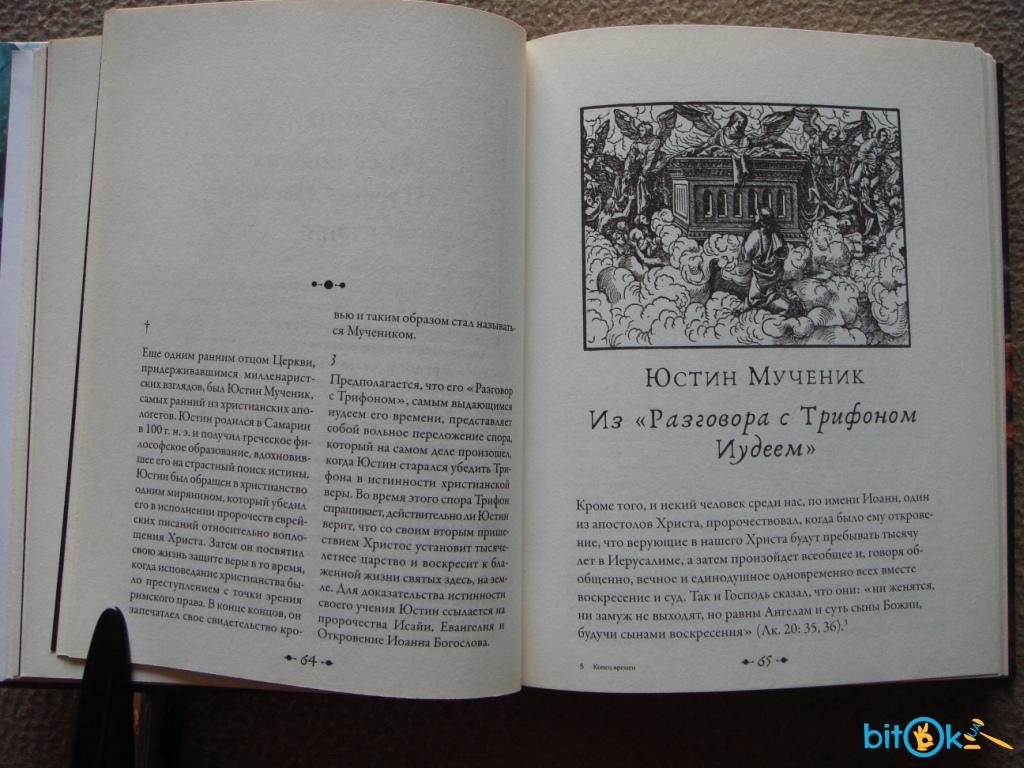 †
Еще одним ранним отцом Церкви,
придерживавшимся милленарист-
ских взглядов, был Юстин Мученик,
самых ранний из христианских апо-
логетов. Юстин родился в Самарии
в 100 г. н. э. и получил греческое фи-
лософское образование, вдохновив-
шее его на страстный поиск истины.
Юстин был обращен в христианство
одним мирянином, который убедил
его в исполнении пророчеств еврей-
ских писаний относительно вопло-
щения Христа. Затем он посвятил
свою жизнь защите веры в то время,
когда исповедание христианства бы-
ло преступлением с точки зрения
римского права. В конце концов, он
запечатлел свое свидетельство кро-
вью и таким образом стал называть-
ся Мучеником.
3
Предполагается, что его «Разговор
с Трифоном», самым выдающимся
иудеем его времени, представляет
собой вольное переложение спора,
который на самом деле произошел,
когда Юстин старался убедить Три-
фона в истинности христианской
веры. Во время этого спора Трифон
спрашивает, действительно ли Юстин
верит, что со своим вторым прише-
ствием Христос установит тысяче-
летнее царство и воскресит к бла-
женной жизни святых здесь, на зем-
ле. Для доказательства истинности
своего учения Юстин ссылается на
пророчества Исайи, Евангелия и
Откровение Иоанна Богослова.
64
Юстин Мученик
Из «Разговора с Трифоном
Иудеем»
Кроме того, и некий человек среди нас, по имени Иоанн, один
из апостолов Христа, пророчествовал, когда было ему открове-
ние, что верующие в нашего Христа будут пребывать тысячу
лет в Иерусалиме, а затем произойдет всеобщее и, говоря об-
общенно, вечное и единодушное одновременно всех вместе
воскресение и суд. Так и Господь сказал, что они: «ни женятся,
ни замуж не выходят, но равны Ангелам и суть сыны Божии,
будучи сынами воскресения» (Лк. 20: 35, 36).³
5 Конец времен
65
bitok
UA